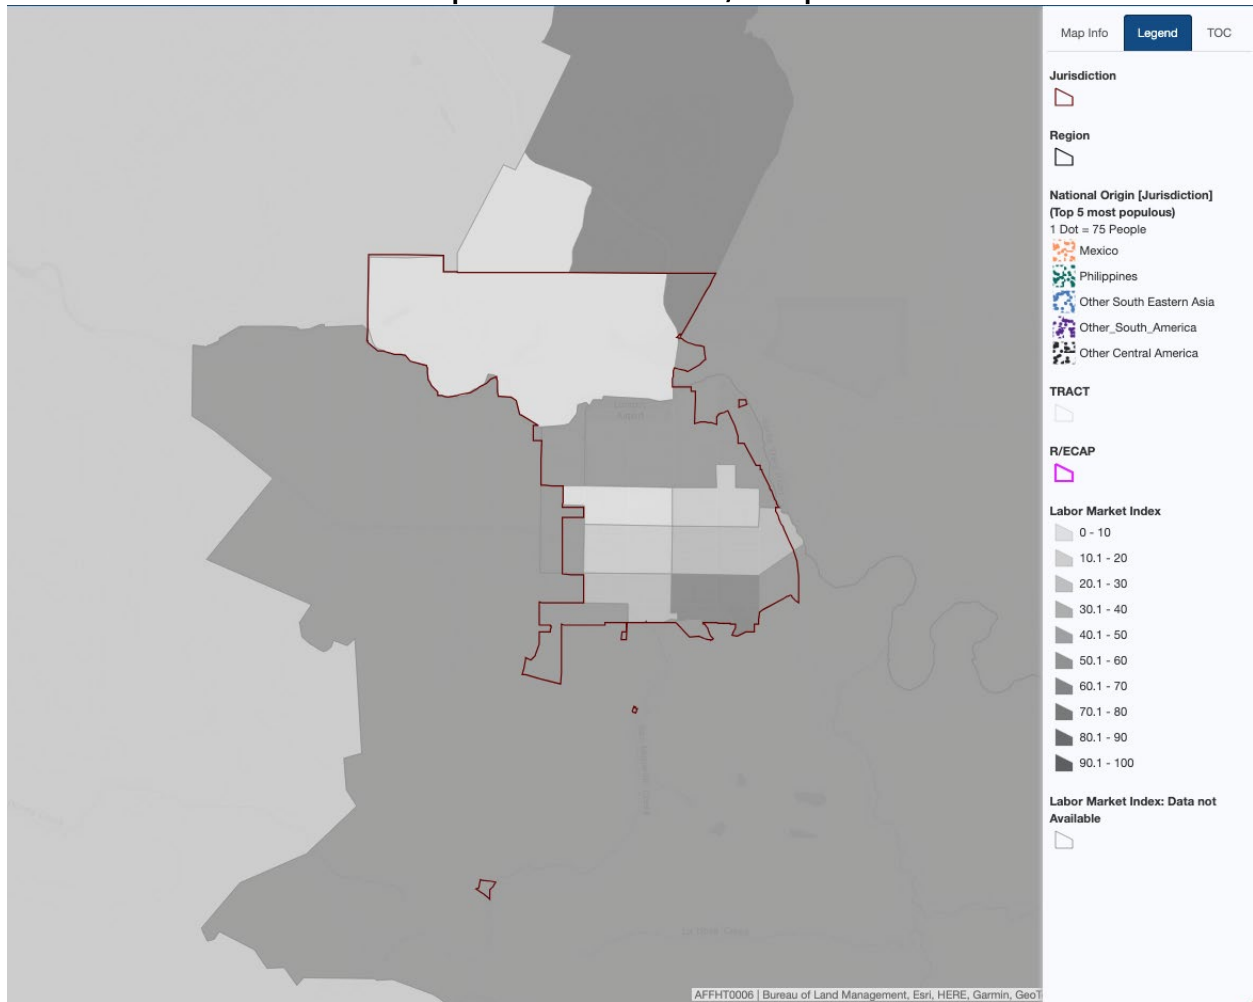 Map Info
Legend
TOC
Jurisdiction
Region
National Origin [Jurisdiction]
(Top 5 most populous)
1 Dot = 75 People
Mexico
Philippines
Other South Eastern Asia
Other_South_America
Other Central America
TRACT
R/ECAP
Labor Market Index
0 - 10
10.1 - 20
20.1 - 30
30.1 - 40
40.1 - 50
50.1 - 60
60.1 - 70
70.1 - 80
80.1 - 90
90.1 - 100
Labor Market Index: Data not
Available
AFFHT0006 | Bureau of Land Management, Esri, HERE, Garmin, GeoT